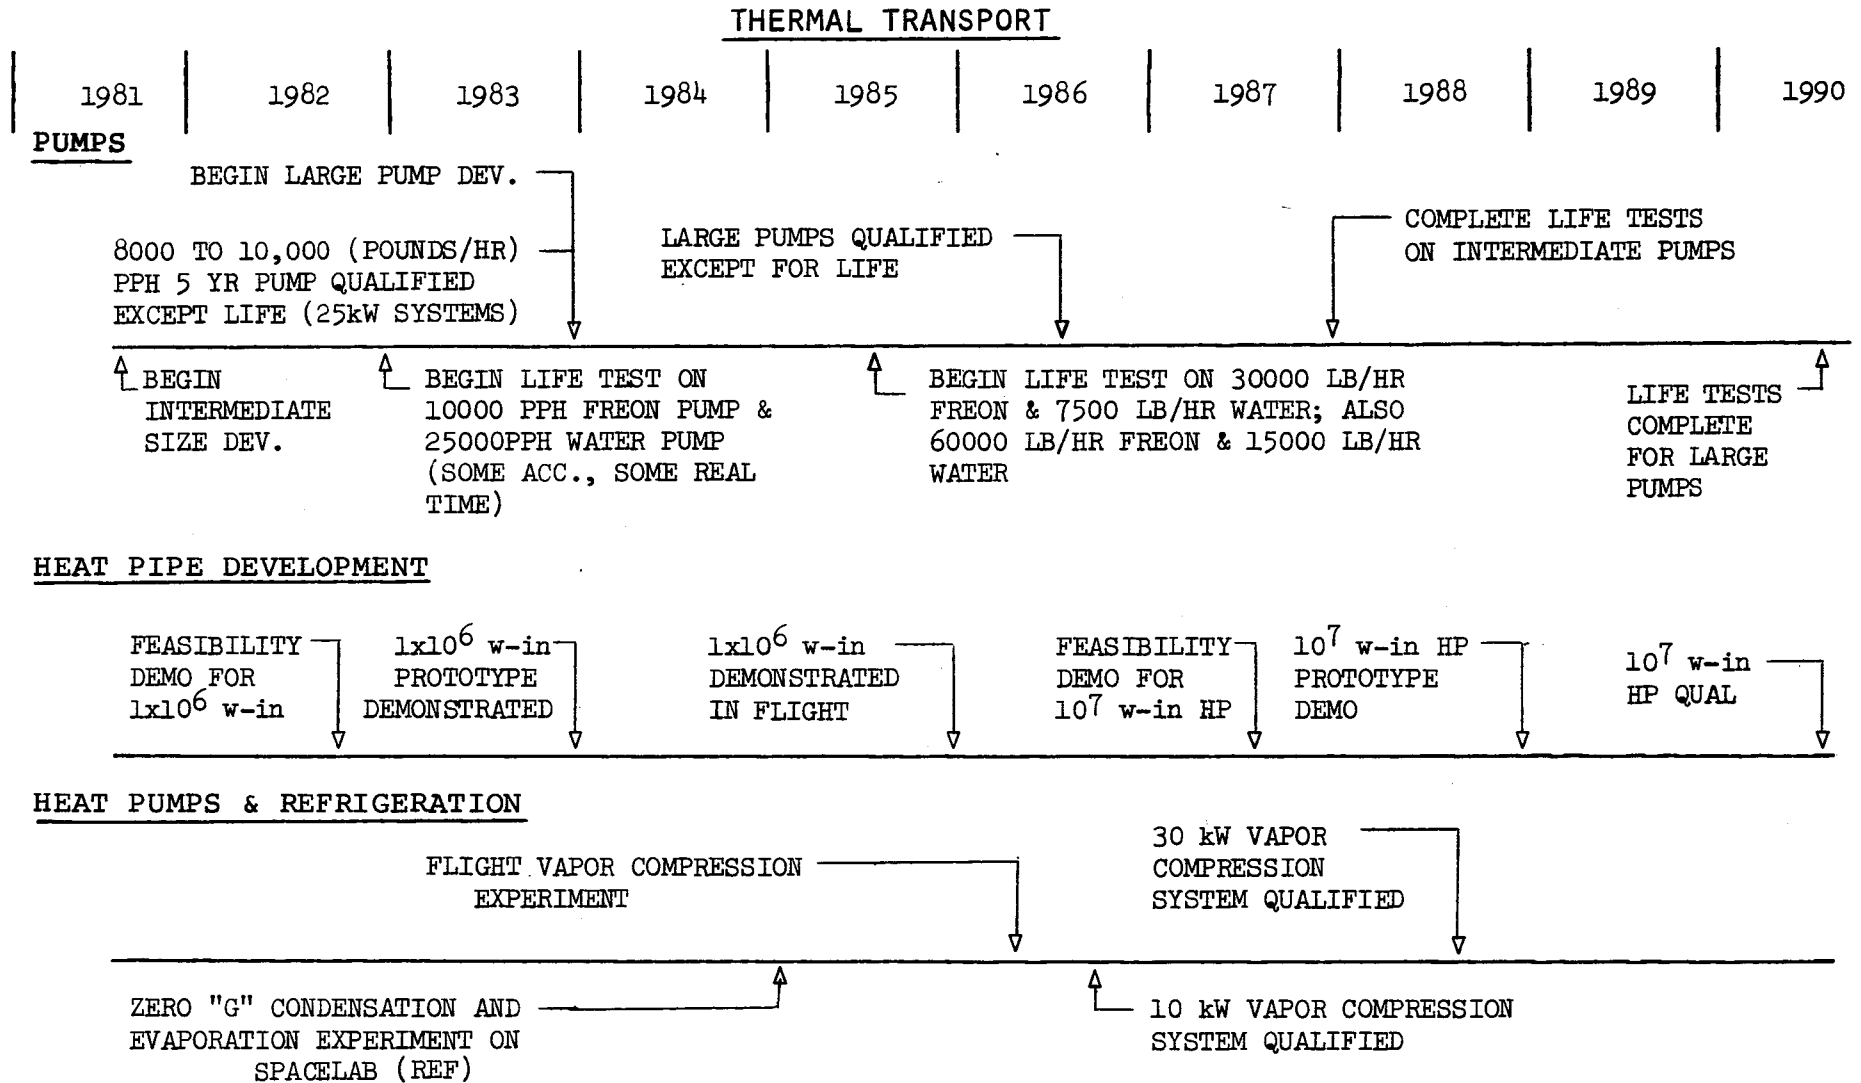 THERMAL TRANSPORT
1981 1982 1983 1984 1985 1986 1987 1988 1989 1990
PUMPS
BEGIN LARGE PUMP DEV.
8000 TO 10,000 (POUNDS/HR)
PPH 5 YR PUMP QUALIFIED
EXCEPT LIFE (25kW SYSTEMS)
LARGE PUMPS QUALIFIED
EXCEPT FOR LIFE
COMPLETE LIFE TESTS
ON INTERMEDIATE PUMPS
BEGIN
INTERMEDIATE
SIZE DEV.
BEGIN LIFE TEST ON
10000 PPH FREON PUMP &
25000PPH WATER PUMP
(SOME ACC., SOME REAL
TIME)
BEGIN LIFE TEST ON 30000 LB/HR
FREON & 7500 LB/HR WATER; ALSO
60000 LB/HR FREON & 15000 LB/HR
WATER
LIFE TESTS
COMPLETE
FOR LARGE
PUMPS
HEAT PIPE DEVELOPMENT
FEASIBILITY
DEMO FOR
1x10⁶ w-in
1x10⁶ w-in
PROTOTYPE
DEMONSTRATED
1x10⁶ w-in
DEMONSTRATED
IN FLIGHT
FEASIBILITY
DEMO FOR
10⁷ w-in HP
10⁷ w-in HP
PROTOTYPE
DEMO
10⁷ w-in
HP QUAL
HEAT PUMPS & REFRIGERATION
FLIGHT VAPOR COMPRESSION
EXPERIMENT
30 kW VAPOR
COMPRESSION
SYSTEM QUALIFIED
ZERO "G" CONDENSATION AND
EVAPORATION EXPERIMENT ON
SPACELAB (REF)
10 kW VAPOR COMPRESSION
SYSTEM QUALIFIED